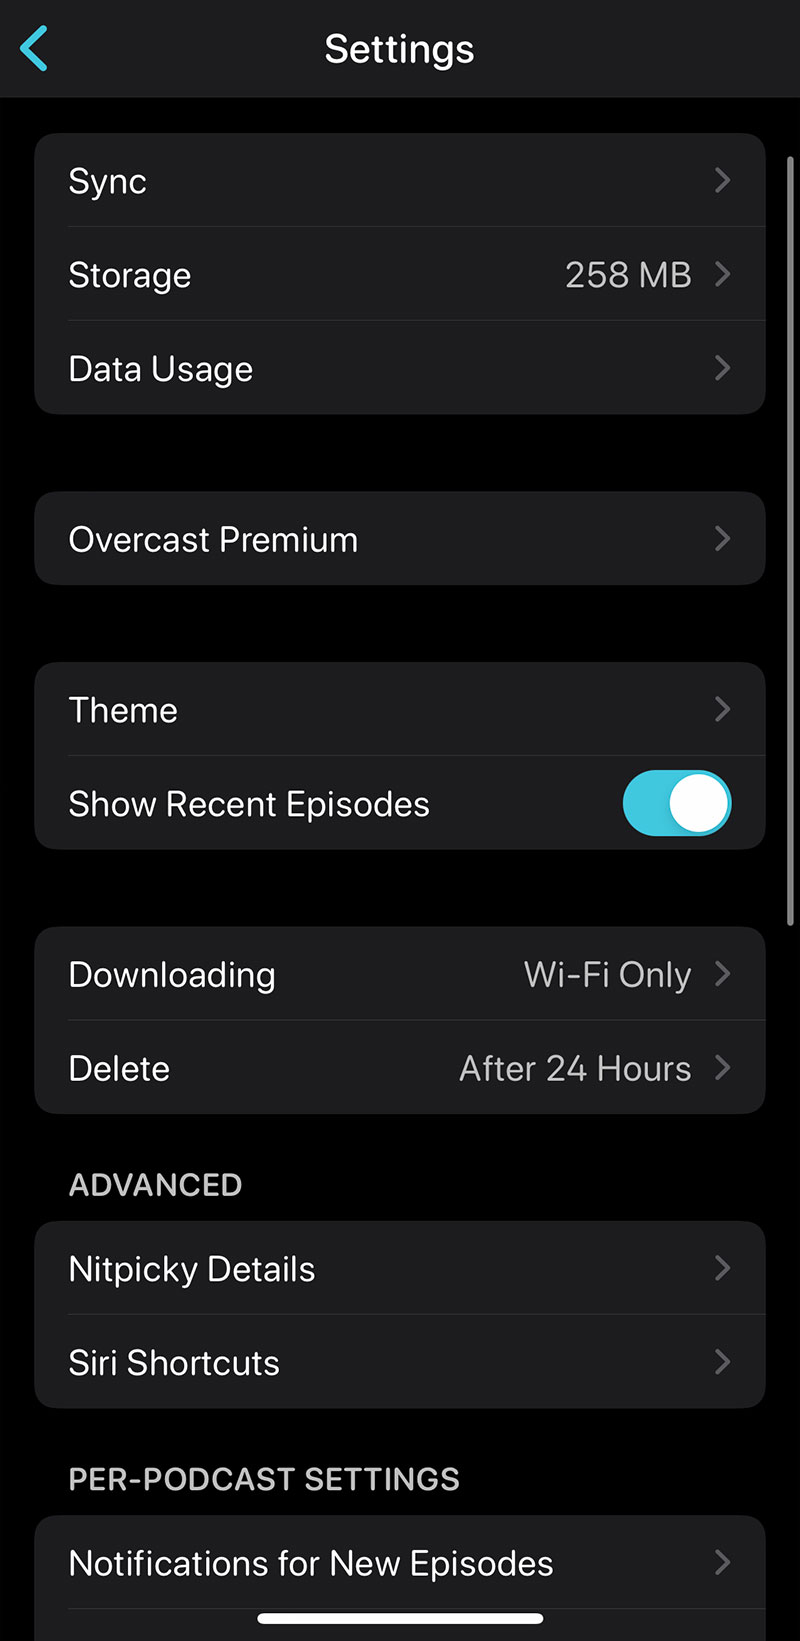 Settings
Sync
Storage 258 MB
Data Usage
Overcast Premium
Theme
Show Recent Episodes
Downloading Wi-Fi Only
Delete After 24 Hours
ADVANCED
Nitpicky Details
Siri Shortcuts
PER-PODCAST SETTINGS
Notifications for New Episodes